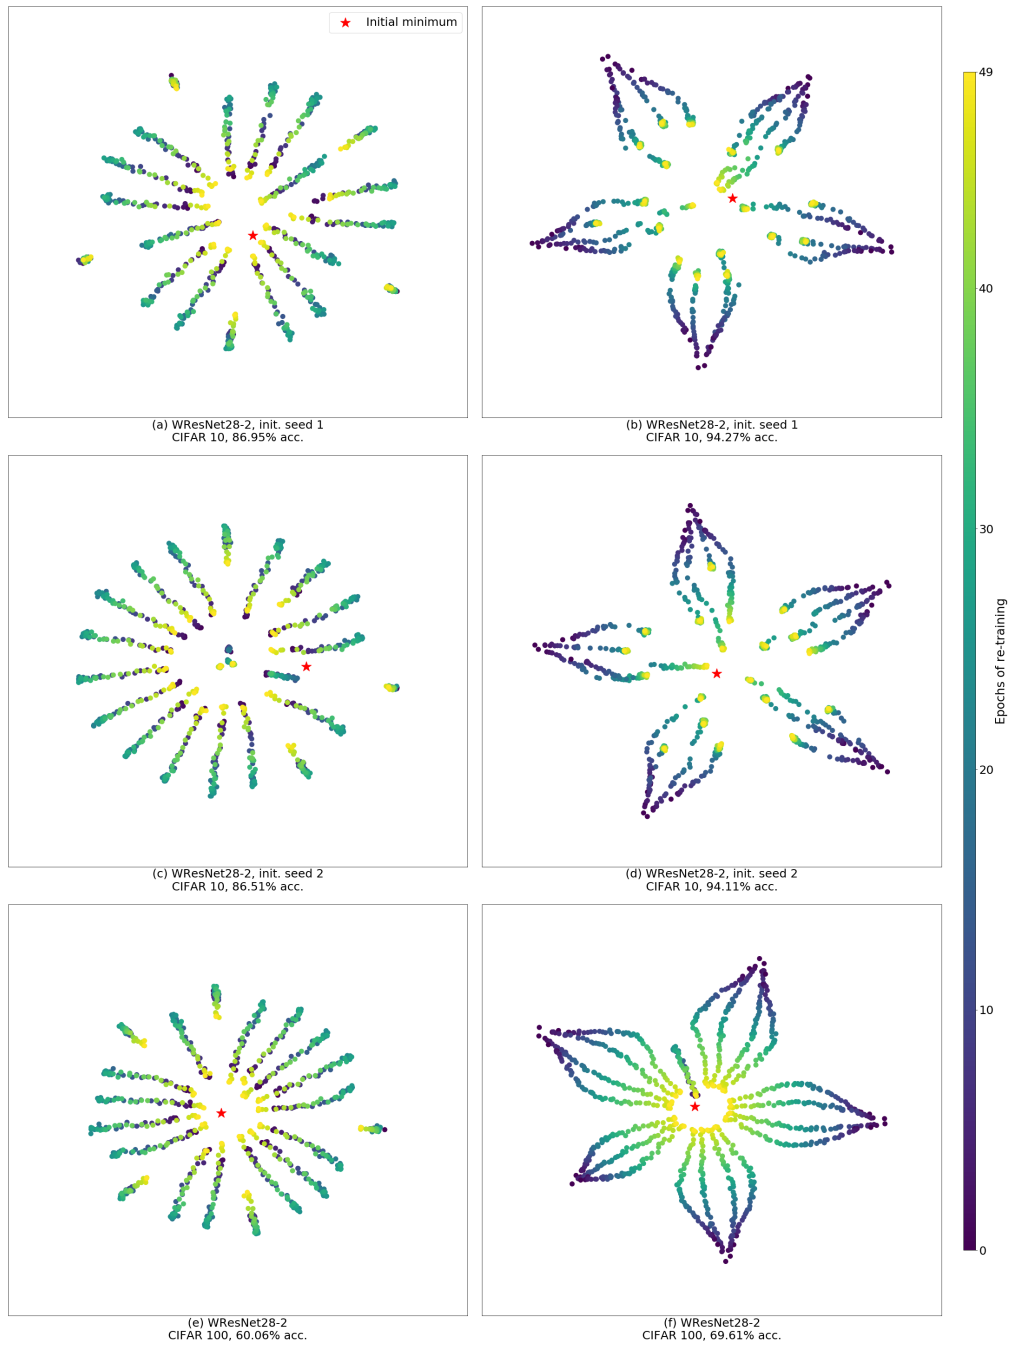 Initial minimum
(a) WResNet28-2, init. seed 1
CIFAR 10, 86.95% acc.
(b) WResNet28-2, init. seed 1
CIFAR 10, 94.27% acc.
(c) WResNet28-2, init. seed 2
CIFAR 10, 86.51% acc.
(d) WResNet28-2, init. seed 2
CIFAR 10, 94.11% acc.
(e) WResNet28-2
CIFAR 100, 60.06% acc.
(f) WResNet28-2
CIFAR 100, 69.61% acc.
49
40
30
20
10
0
Epochs of re-training